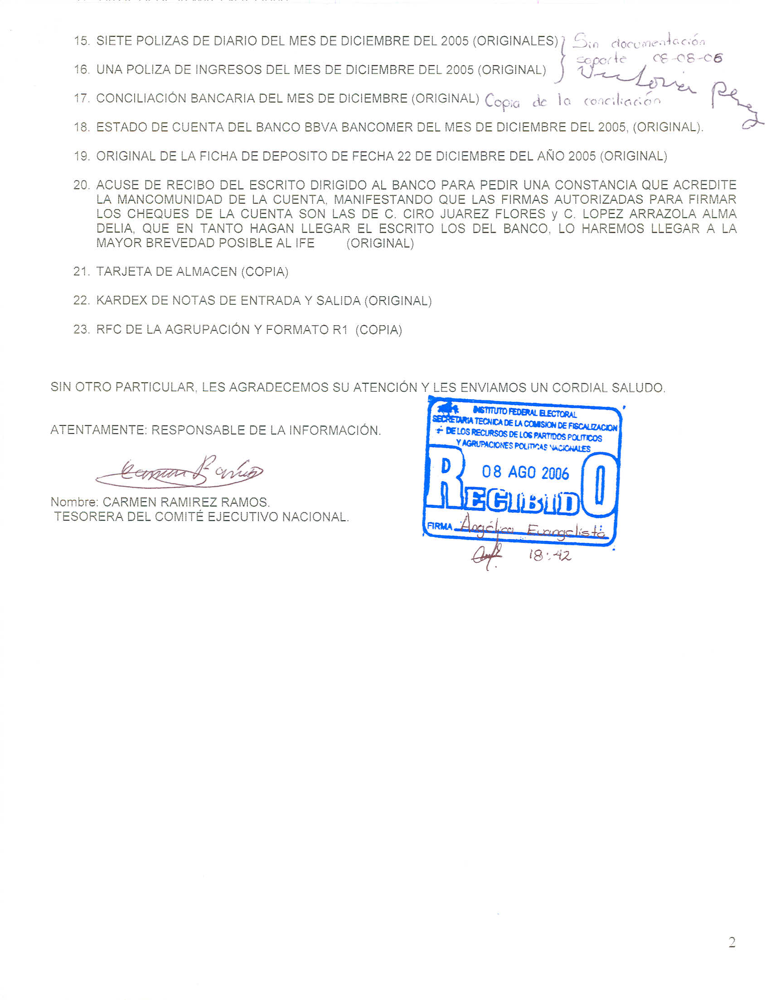 15. SIETE POLIZAS DE DIARIO DEL MES DE DICIEMBRE DEL 2005 (ORIGINALES) Sin documentación
soporte 08-08-06
16. UNA POLIZA DE INGRESOS DEL MES DE DICIEMBRE DEL 2005 (ORIGINAL)
Victoria Perez
17. CONCILIACIÓN BANCARIA DEL MES DE DICIEMBRE (ORIGINAL) Copia de la conciliación
18. ESTADO DE CUENTA DEL BANCO BBVA BANCOMER DEL MES DE DICIEMBRE DEL 2005, (ORIGINAL).
19. ORIGINAL DE LA FICHA DE DEPOSITO DE FECHA 22 DE DICIEMBRE DEL AÑO 2005 (ORIGINAL)
20. ACUSE DE RECIBO DEL ESCRITO DIRIGIDO AL BANCO PARA PEDIR UNA CONSTANCIA QUE ACREDITE
LA MANCOMUNIDAD DE LA CUENTA, MANIFESTANDO QUE LAS FIRMAS AUTORIZADAS PARA FIRMAR
LOS CHEQUES DE LA CUENTA SON LAS DE C. CIRO JUAREZ FLORES y C. LOPEZ ARRAZOLA ALMA
DELIA, QUE EN TANTO HAGAN LLEGAR EL ESCRITO LOS DEL BANCO, LO HAREMOS LLEGAR A LA
MAYOR BREVEDAD POSIBLE AL IFE (ORIGINAL)
21. TARJETA DE ALMACEN (COPIA)
22. KARDEX DE NOTAS DE ENTRADA Y SALIDA (ORIGINAL)
23. RFC DE LA AGRUPACIÓN Y FORMATO R1 (COPIA)
SIN OTRO PARTICULAR, LES AGRADECEMOS SU ATENCIÓN Y LES ENVIAMOS UN CORDIAL SALUDO.
ATENTAMENTE: RESPONSABLE DE LA INFORMACIÓN.
Nombre: CARMEN RAMIREZ RAMOS.
TESORERA DEL COMITÉ EJECUTIVO NACIONAL.
INSTITUTO FEDERAL ELECTORAL
SECRETARIA TECNICA DE LA COMISION DE FISCALIZACION
DE LOS RECURSOS DE LOS PARTIDOS POLITICOS
Y AGRUPACIONES POLITICAS NACIONALES
08 AGO 2006
RECIBIDO
FIRMA Angélica Evangelista
18:42
2